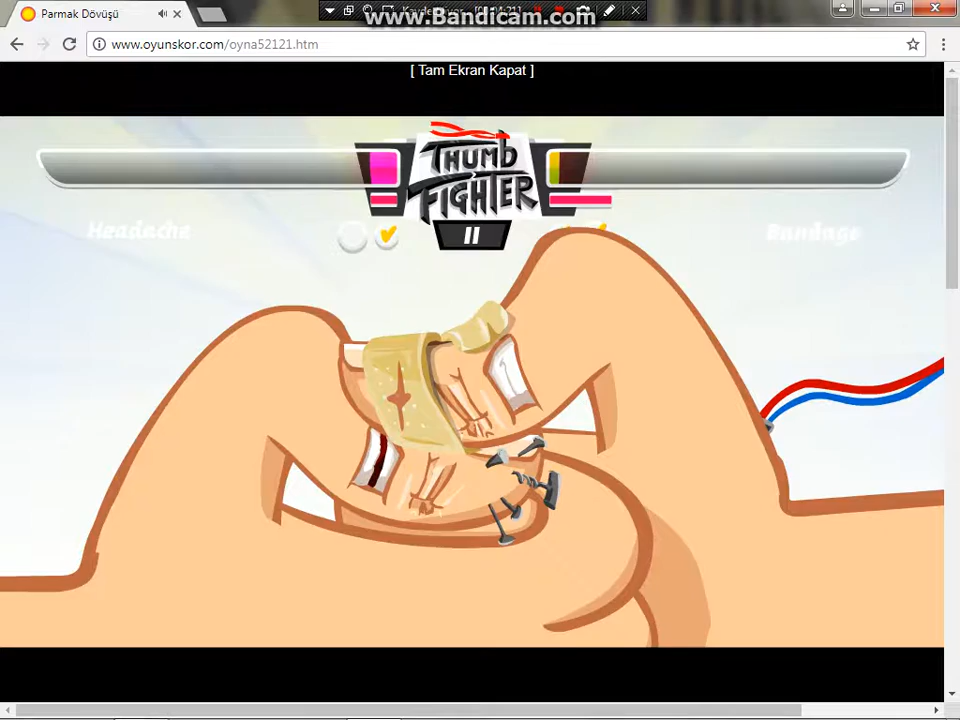 Parmak Dövüşü
www.Bandicam.com
www.oyunskor.com/oyna52121.htm
[ Tam Ekran Kapat ]
THUMB
FIGHTER
Headache
Bandage